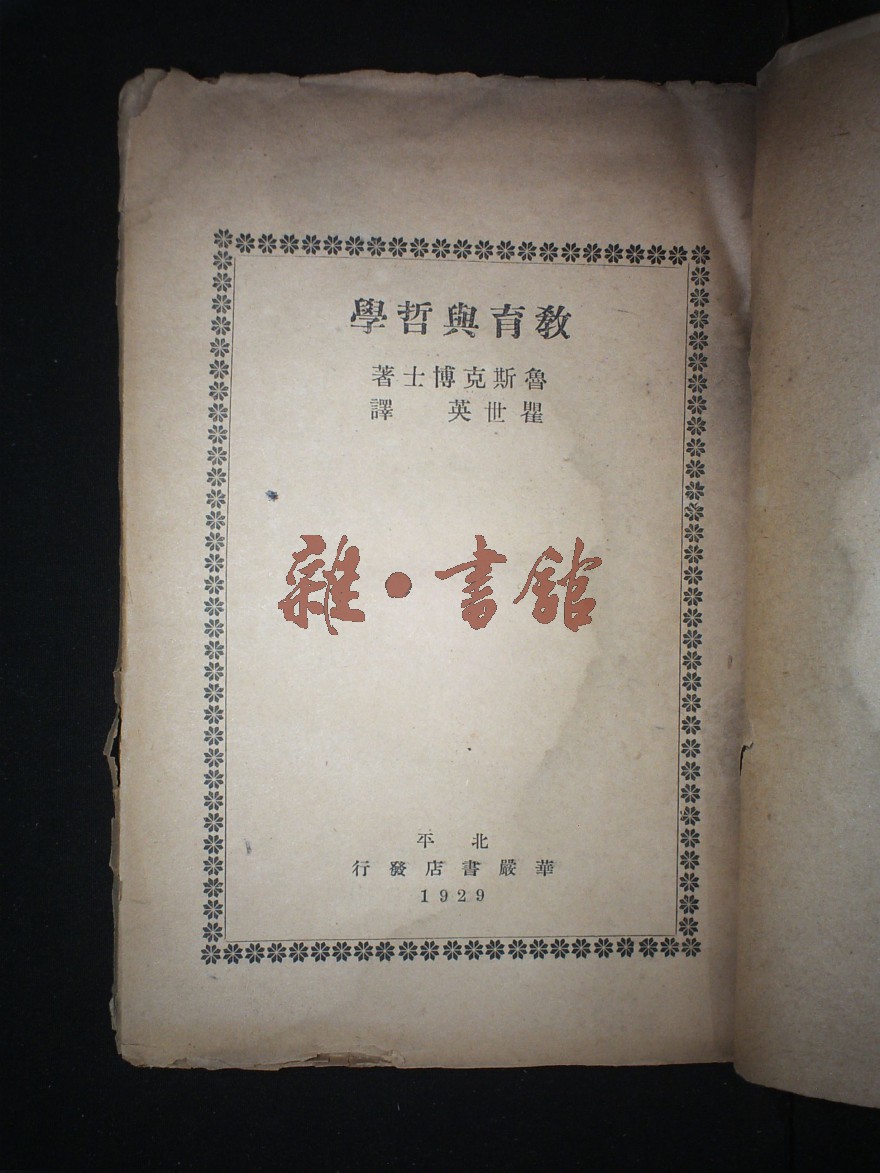 教育與哲學
魯斯克博士著
瞿世英 譯
雜·書館
北平
華嚴書店發行
1929